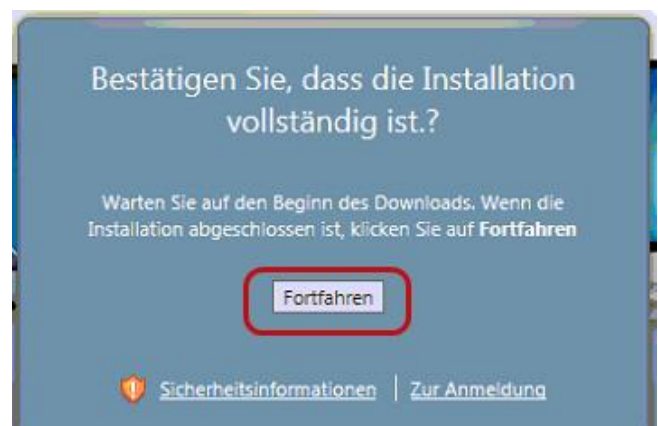 Bestätigen Sie, dass die Installation
vollständig ist.?
Warten Sie auf den Beginn des Downloads. Wenn die
Installation abgeschlossen ist, klicken Sie auf Fortfahren
Fortfahren
Sicherheitsinformationen | Zur Anmeldung